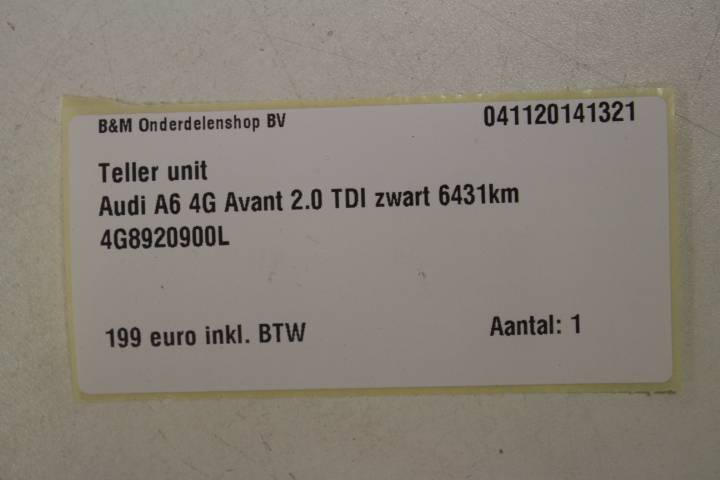 B&M Onderdelenshop BV 041120141321
Teller unit
Audi A6 4G Avant 2.0 TDI zwart 6431km
4G8920900L
199 euro inkl. BTW Aantal: 1